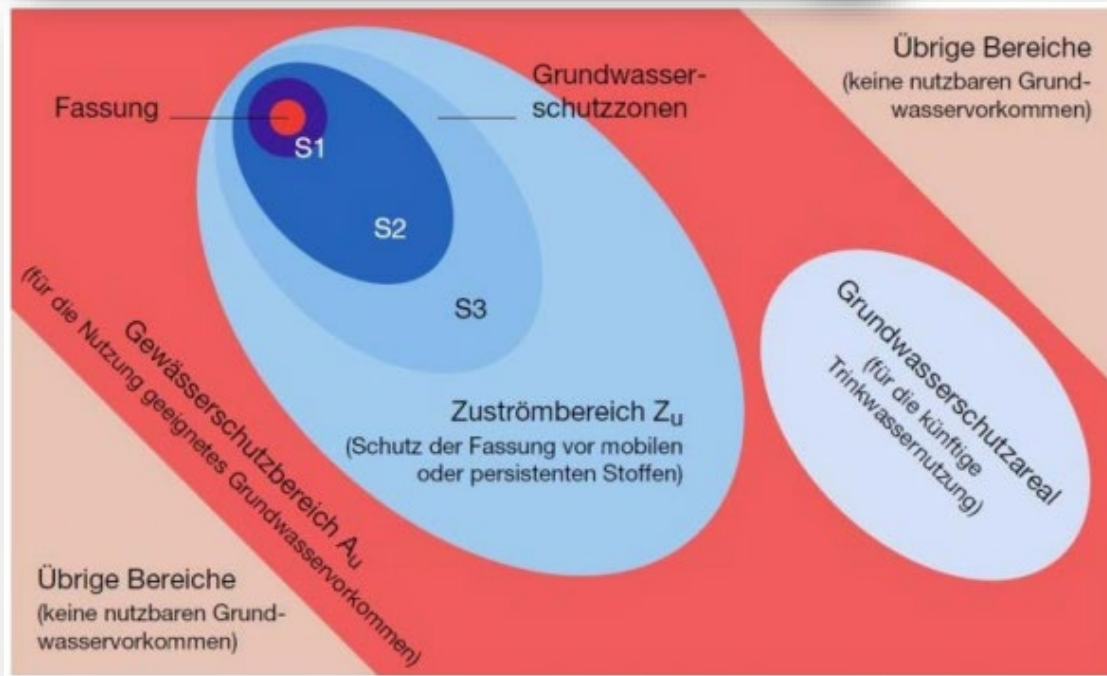 Übrige Bereiche
(keine nutzbaren Grund-
wasservorkommen)
Grundwasser-
schutzzonen
Fassung
S1
S2
S3
Zuströmbereich Zu
(Schutz der Fassung vor mobilen
oder persistenten Stoffen)
Grundwasserschutzareal
(für die künftige
Trinkwassernutzung)
Gewässerschutzbereich Au
(für die Nutzung geeignetes Grundwasservorkommen)
Übrige Bereiche
(keine nutzbaren Grund-
wasservorkommen)